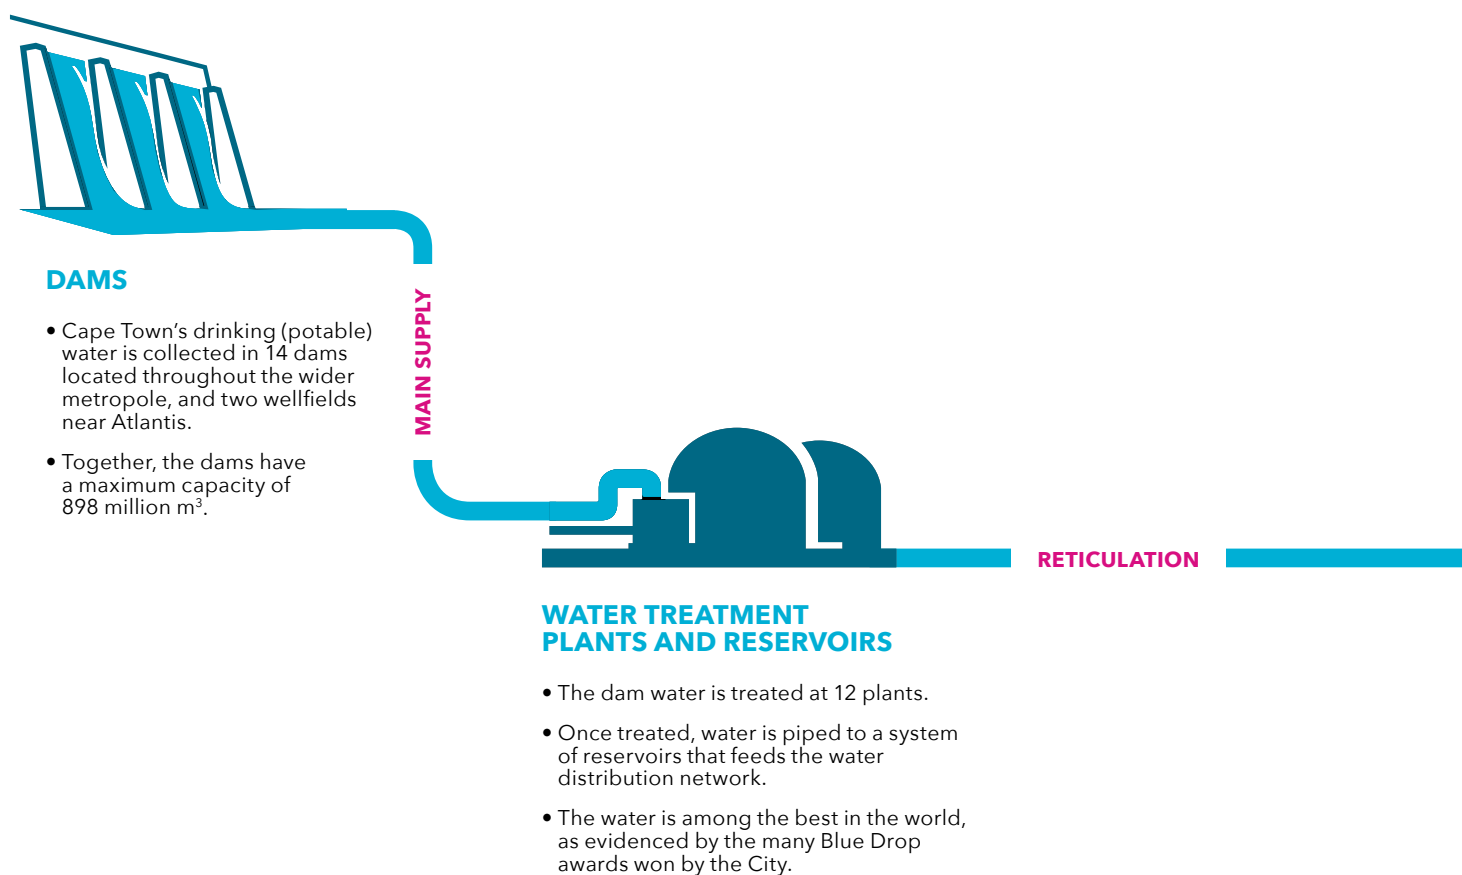 DAMS
• Cape Town’s drinking (potable)
water is collected in 14 dams
located throughout the wider
metropole, and two wellfields
near Atlantis.
• Together, the dams have
a maximum capacity of
898 million m³.
MAIN SUPPLY
RETICULATION
WATER TREATMENT
PLANTS AND RESERVOIRS
• The dam water is treated at 12 plants.
• Once treated, water is piped to a system
of reservoirs that feeds the water
distribution network.
• The water is among the best in the world,
as evidenced by the many Blue Drop
awards won by the City.